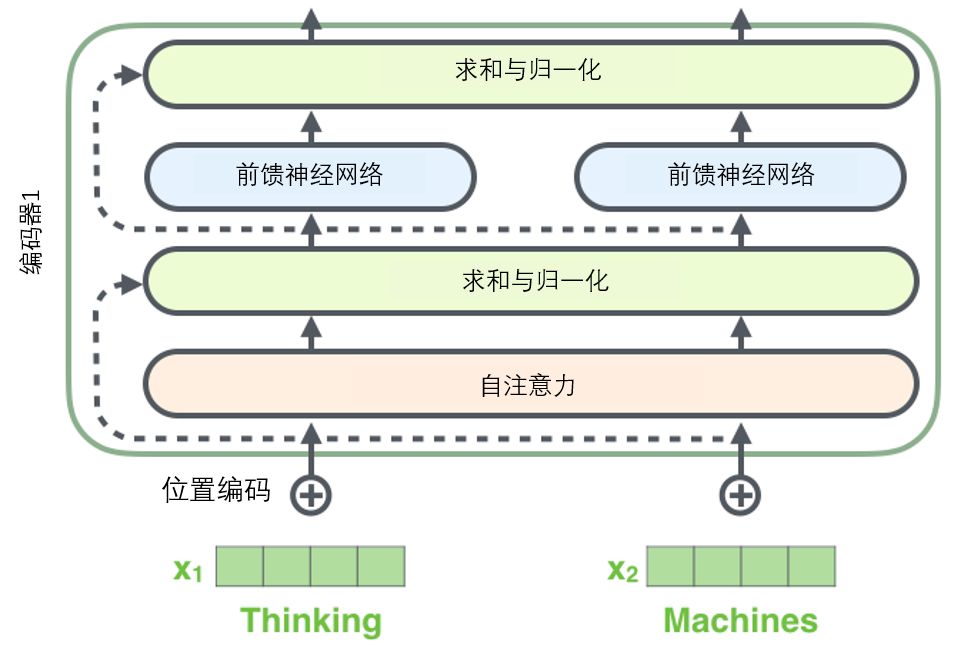 求和与归一化
前馈神经网络
前馈神经网络
编码器1
求和与归一化
自注意力
位置编码
x1
x2
Thinking
Machines